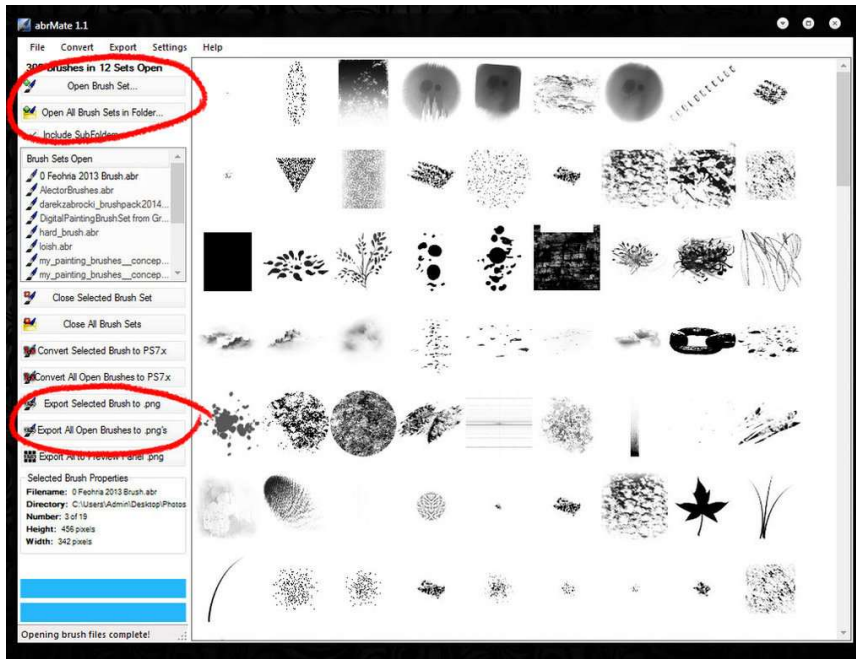 abrMate 1.1
File Convert Export Settings Help
Brushes in 12 Sets Open
Open Brush Set...
Open All Brush Sets in Folder...
Include SubFolders
Brush Sets Open
0 Feohria 2013 Brush.abr
AlectorBrushes.abr
darekzabrocki_brushpack2014...
DigitalPaintingBrushSet from Gr...
hard_brush.abr
loish.abr
my_painting_brushes__concep...
my_painting_brushes__concep...
Close Selected Brush Set
Close All Brush Sets
Convert Selected Brush to PS7.x
Convert All Open Brushes to PS7.x
Export Selected Brush to .png
Export All Open Brushes to .png's
Export All to Preview Panel .png
Selected Brush Properties
Filename: 0 Feohria 2013 Brush.abr
Directory: C:\Users\Admin\Desktop\Photos
Number: 3 of 19
Height: 456 pixels
Width: 342 pixels
Opening brush files complete!